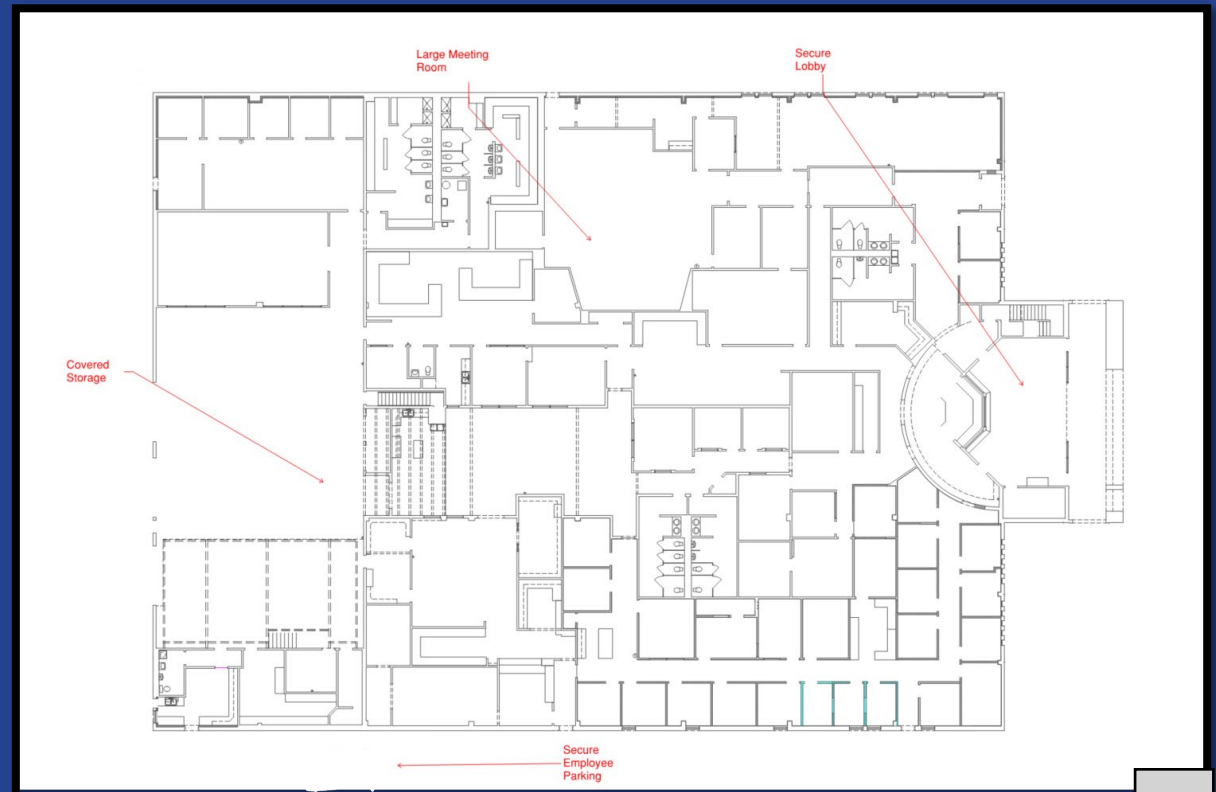 Large Meeting
Room
Secure
Lobby
Covered
Storage
Secure
Employee
Parking